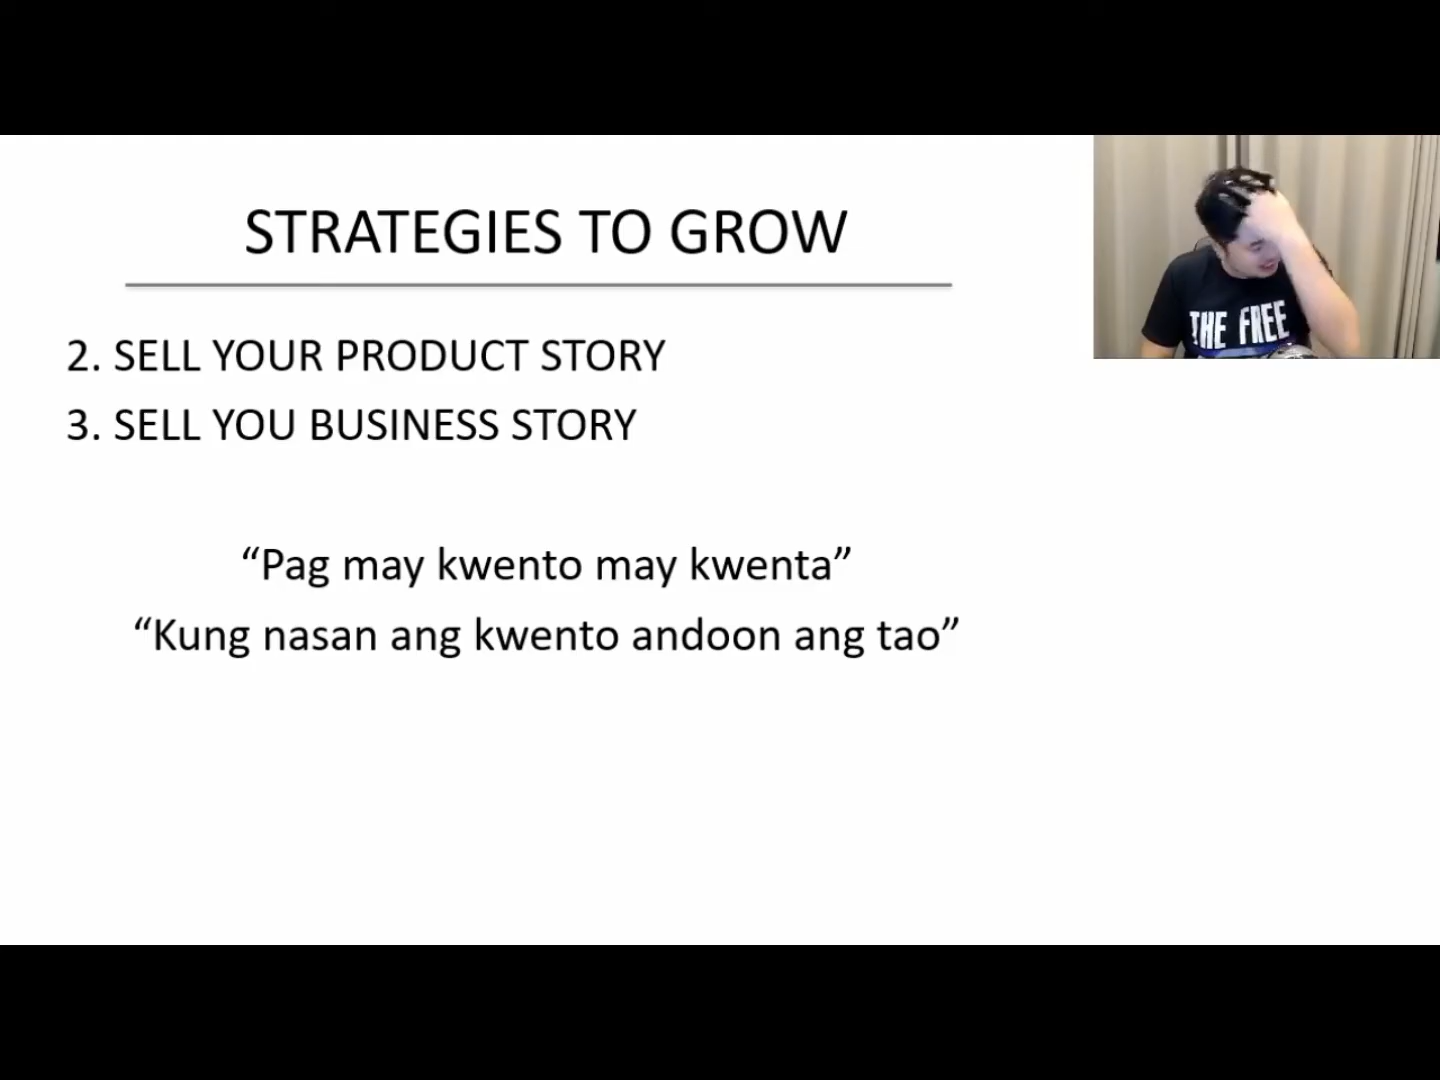 STRATEGIES TO GROW
2. SELL YOUR PRODUCT STORY
3. SELL YOU BUSINESS STORY
“Pag may kwento may kwenta”
“Kung nasan ang kwento andoon ang tao”
THE FREE